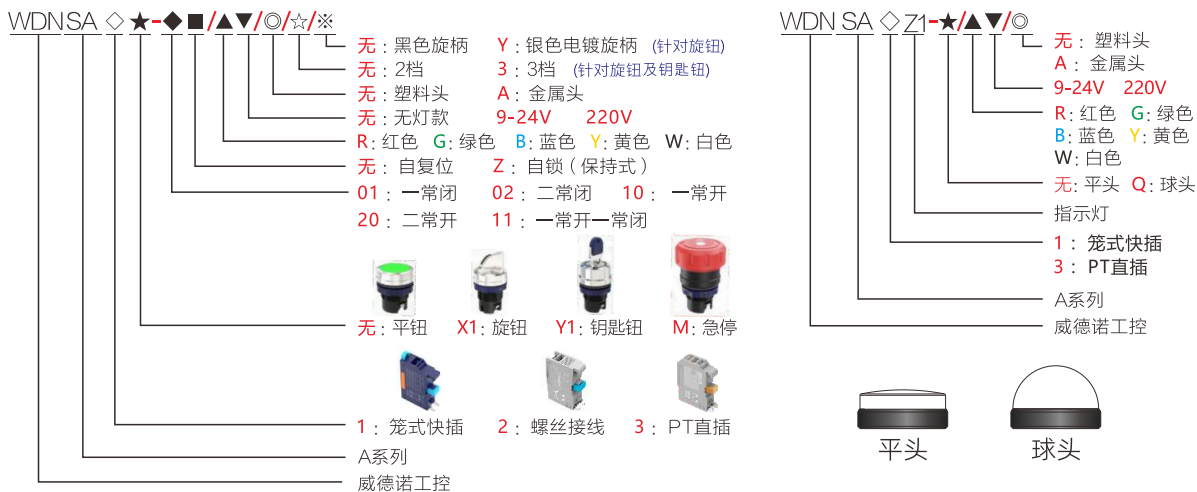 WDNSA◇★-◆■/▲▼/◎/☆/※
无：黑色旋柄 Y：银色电镀旋柄 (针对旋钮)
无：2档 3：3档 (针对旋钮及钥匙钮)
无：塑料头 A：金属头
无：无灯款 9-24V 220V
R：红色 G：绿色 B：蓝色 Y：黄色 W：白色
无：自复位 Z：自锁（保持式）
01：一常闭 02：二常闭 10：一常开
20：二常开 11：一常开一常闭
无：平钮 X1：旋钮 Y1：钥匙钮 M：急停
1：笼式快插 2：螺丝接线 3：PT直插
A系列
威德诺工控
WDNSA◇Z1-★/▲▼/◎
无：塑料头
A：金属头
9-24V 220V
R：红色 G：绿色
B：蓝色 Y：黄色
W：白色
无：平头 Q：球头
指示灯
1：笼式快插
3：PT直插
A系列
威德诺工控
平头 球头